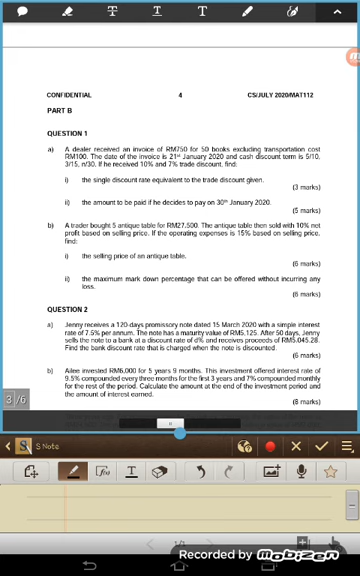 CONFIDENTIAL 4 CS/JULY 2020/MAT112
PART B
QUESTION 1
a) A dealer received an invoice of RM750 for 50 books excluding transportation cost
RM100. The date of the invoice is 21st January 2020 and cash discount term is 5/10,
3/15, n/30. If he received 10% and 7% trade discount, find:
i) the single discount rate equivalent to the trade discount given.
(3 marks)
ii) the amount to be paid if he decides to pay on 30th January 2020.
(5 marks)
b) A trader bought 5 antique table for RM27,500. The antique table then sold with 10% net
profit based on selling price. If the operating expenses is 15% based on selling price,
find:
i) the selling price of an antique table.
(6 marks)
ii) the maximum mark down percentage that can be offered without incurring any
loss.
(6 marks)
QUESTION 2
a) Jenny receives a 120-days promissory note dated 15 March 2020 with a simple interest
rate of 7.5% per annum. The note has a maturity value of RM5,125. After 50 days, Jenny
sells the note to a bank at a discount rate of d% and receives proceeds of RM5,045.28.
Find the bank discount rate that is charged when the note is discounted.
(6 marks)
b) Ailee invested RM6,000 for 5 years 9 months. This investment offered interest rate of
9.5% compounded every three months for the first 3 years and 7% compounded monthly
for the rest of the period. Calculate the amount at the end of the investment period and
the amount of interest earned.
(8 marks)
3 / 6
S Note
Recorded by Mobizen